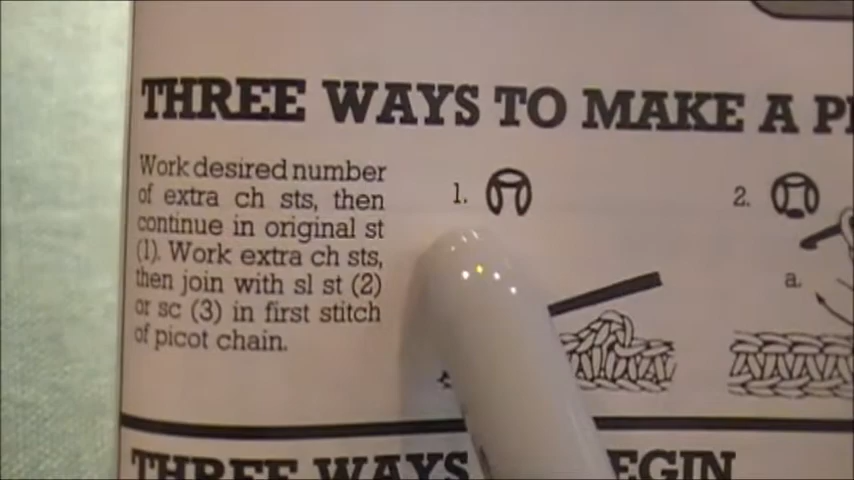 THREE WAYS TO MAKE A
Work desired number
of extra ch sts, then
continue in original st
(1). Work extra ch sts,
then join with sl st (2)
or sc (3) in first stitch
of picot chain.
1.
2.
a.
THREE WAYS